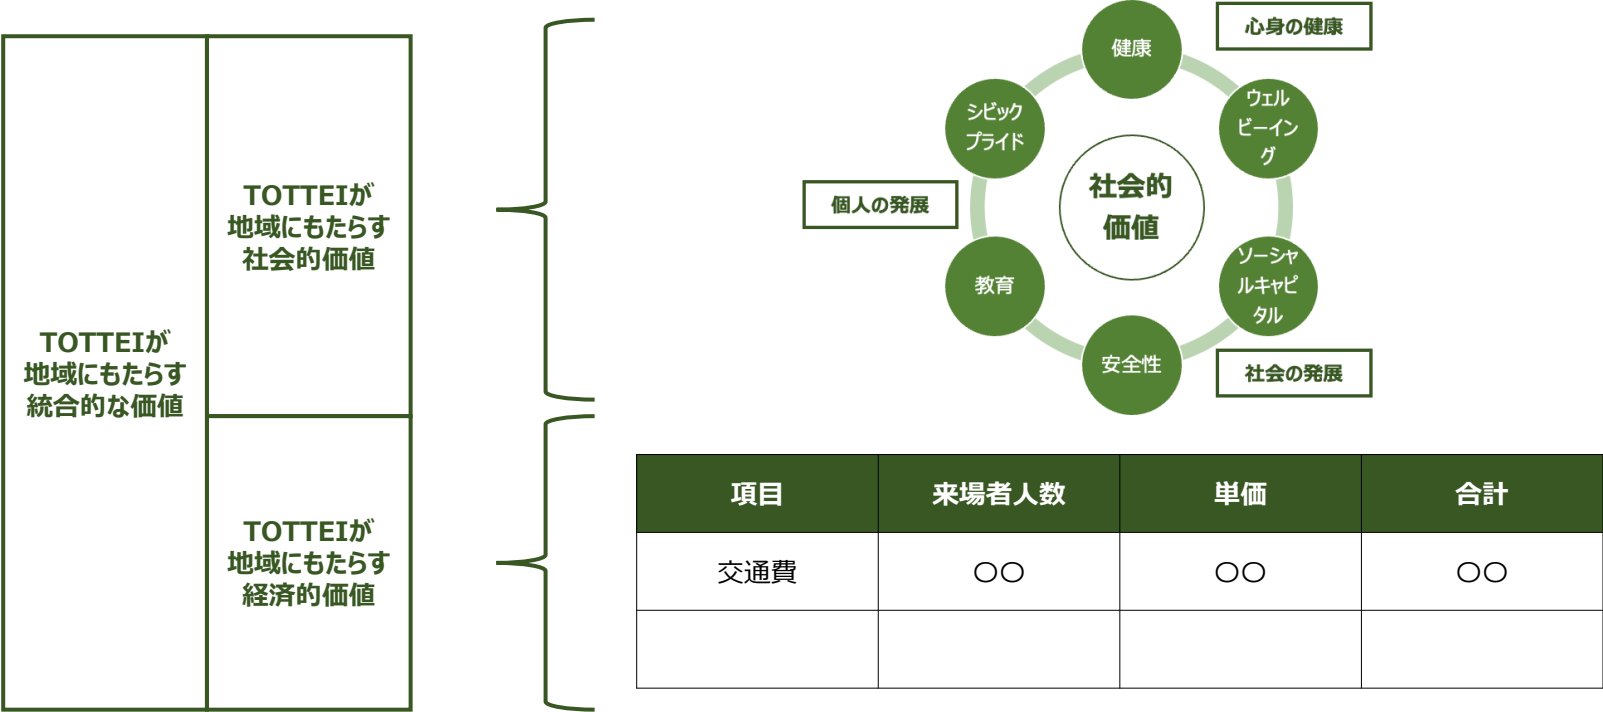 TOTTEIが
地域にもたらす
統合的な価値
TOTTEIが
地域にもたらす
社会的価値
TOTTEIが
地域にもたらす
経済的価値
心身の健康
健康
シビック
プライド
ウェル
ビーイン
グ
社会的
価値
個人の発展
教育
ソーシャ
ルキャピ
タル
安全性
社会の発展
項目 来場者人数 単価 合計
交通費 〇〇 〇〇 〇〇